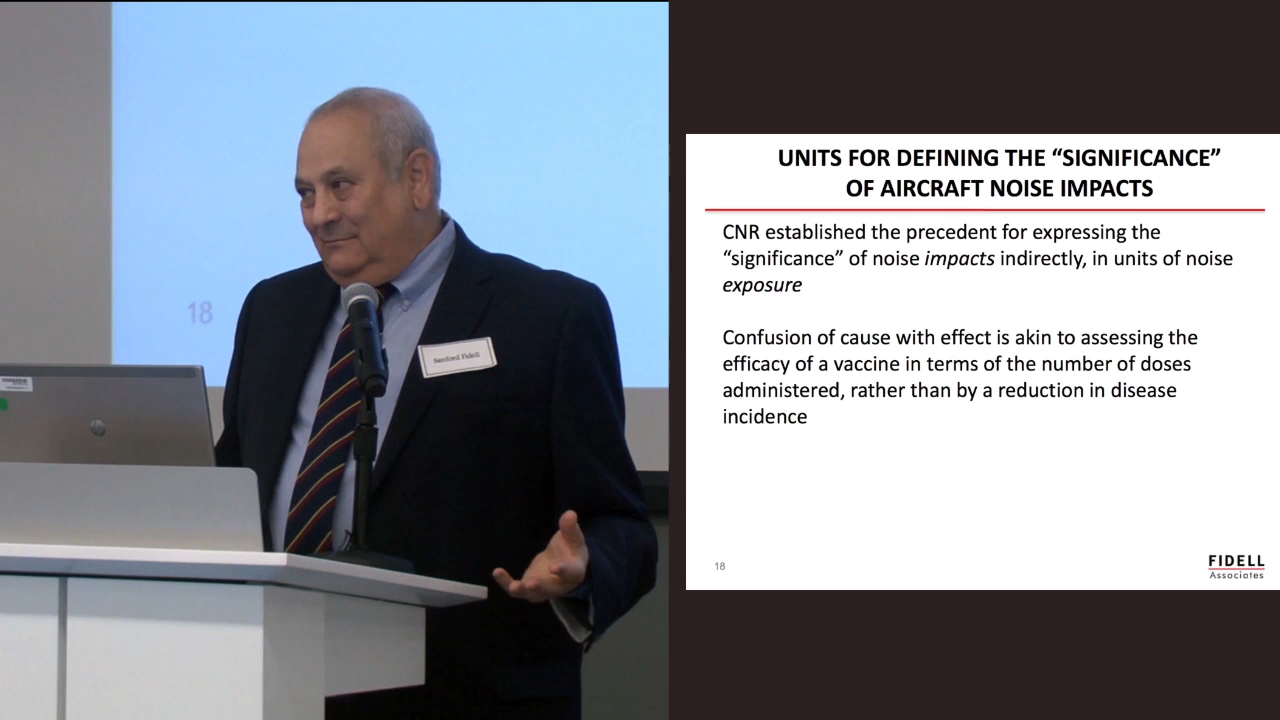 18
Sanford Fidell
UNITS FOR DEFINING THE “SIGNIFICANCE”
OF AIRCRAFT NOISE IMPACTS
CNR established the precedent for expressing the
“significance” of noise impacts indirectly, in units of noise
exposure
Confusion of cause with effect is akin to assessing the
efficacy of a vaccine in terms of the number of doses
administered, rather than by a reduction in disease
incidence
18
FIDELL
Associates